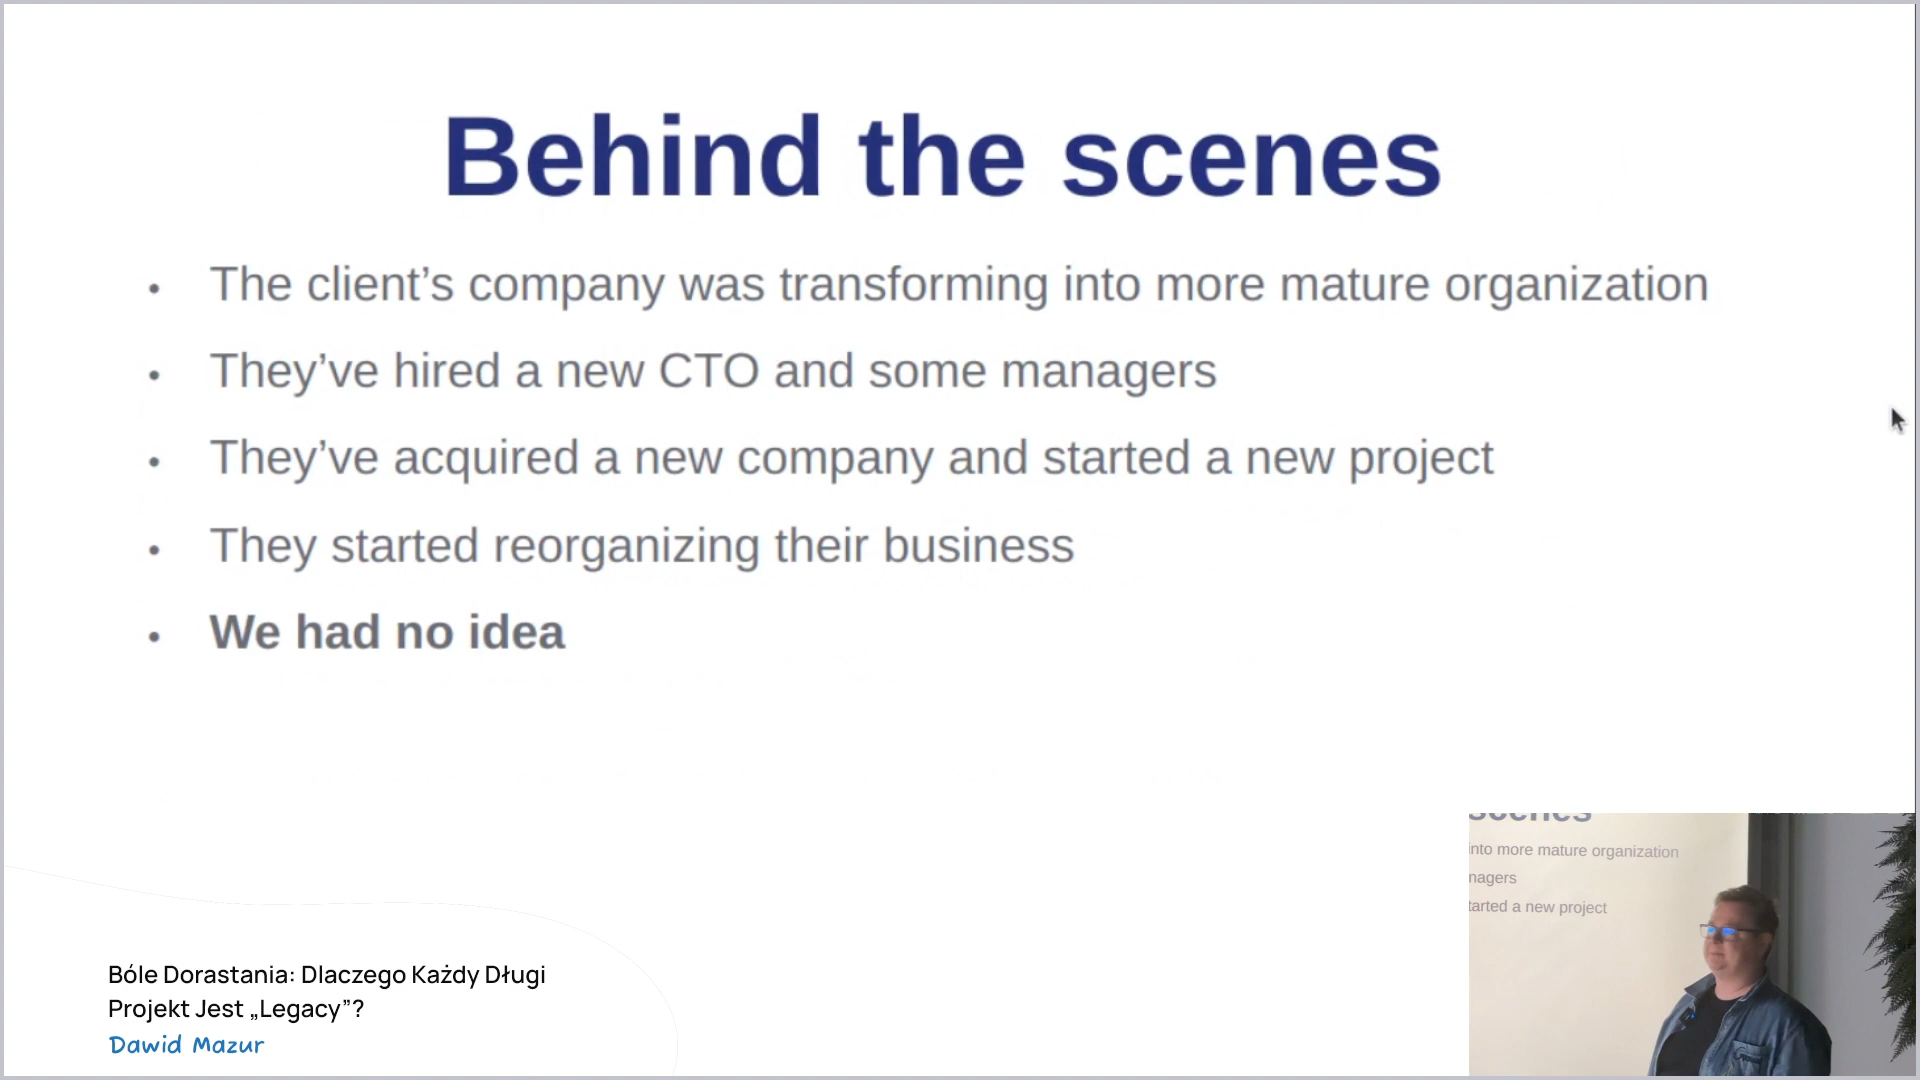 Behind the scenes
• The client’s company was transforming into more mature organization
• They’ve hired a new CTO and some managers
• They’ve acquired a new company and started a new project
• They started reorganizing their business
• We had no idea
scenes
into more mature organization
nagers
tarted a new project
Bóle Dorastania: Dlaczego Każdy Długi
Projekt Jest „Legacy”?
Dawid Mazur